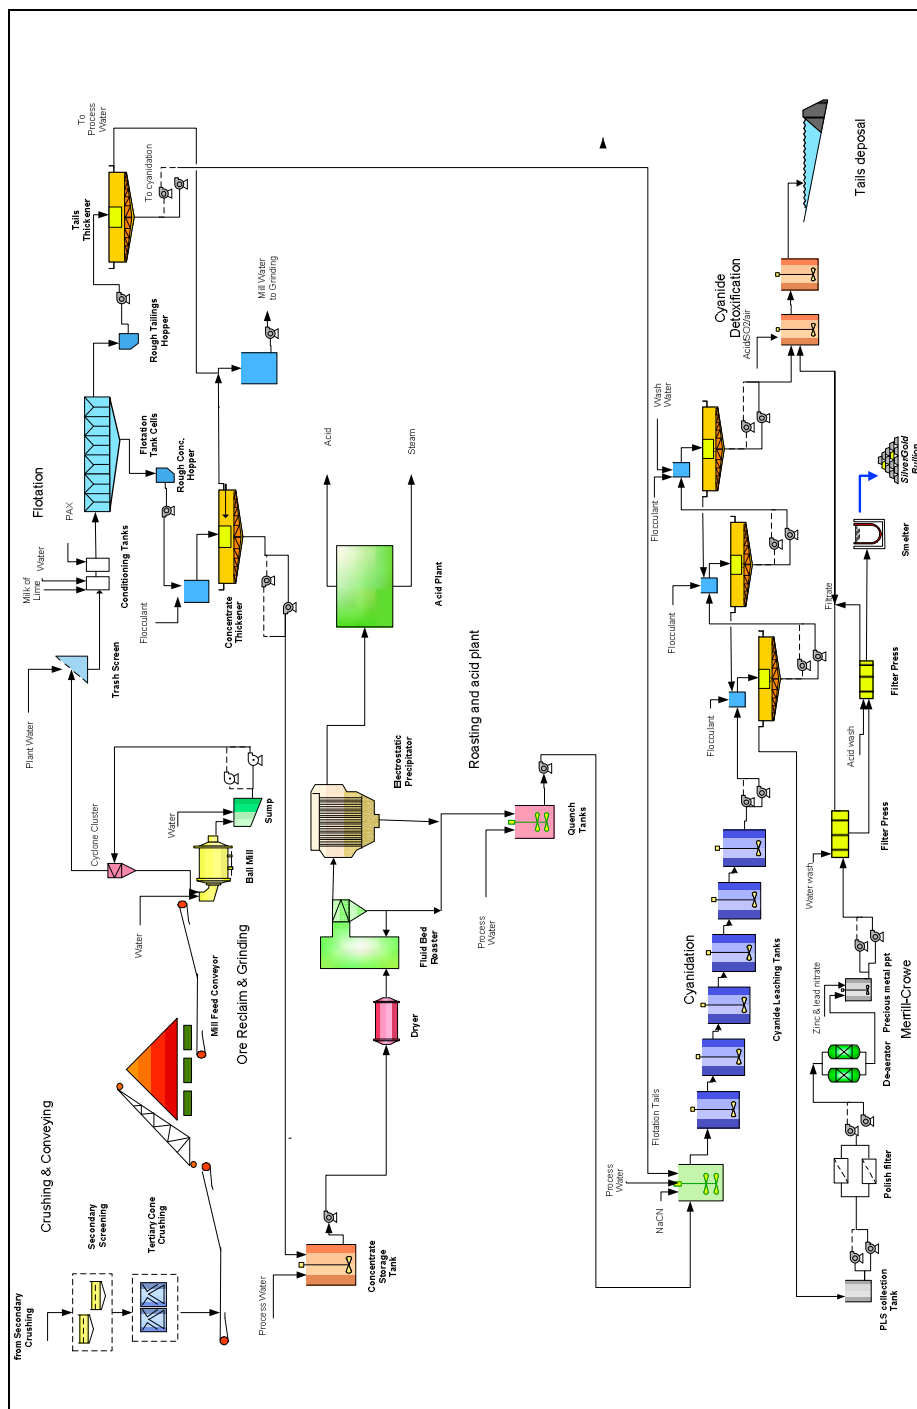 Crushing & Conveying
from Secondary
Crushing
Secondary
Screening
Tertiary Cone
Crushing
Ore Reclaim & Grinding
Mill Feed Conveyor
Water
Ball Mill
Water
Sump
Cyclone Cluster
Plant Water
Trash Screen
Flotation
Milk of
Lime
Water
PAX
Conditioning Tanks
Flotation
Tank Cells
Rough Conc.
Hopper
Rough Tailings
Hopper
Tails
Thickener
To
Process
Water
To cyanidation
Mill Water
to Grinding
Flocculant
Concentrate
Thickener
Process Water
Concentrate
Storage
Tank
Dryer
Fluid Bed
Roaster
Electrostatic
Precipitator
Acid
Steam
Acid Plant
Roasting and acid plant
Process
Water
Quench
Tanks
Process
Water
NaCN
Flotation Tails
Cyanidation
Cyanide Leaching Tanks
Flocculant
Flocculant
Flocculant
Wash
Water
Cyanide
Detoxification
Acid/SO2/air
Tails deposal
PLS collection
Tank
Polish filter
De-aerator
Zinc & lead nitrate
Precious metal ppt
Merrill-Crowe
Water wash
Filter Press
Acid wash
Filter Press
Filtrate
Smelter
SilverGold
Bullion